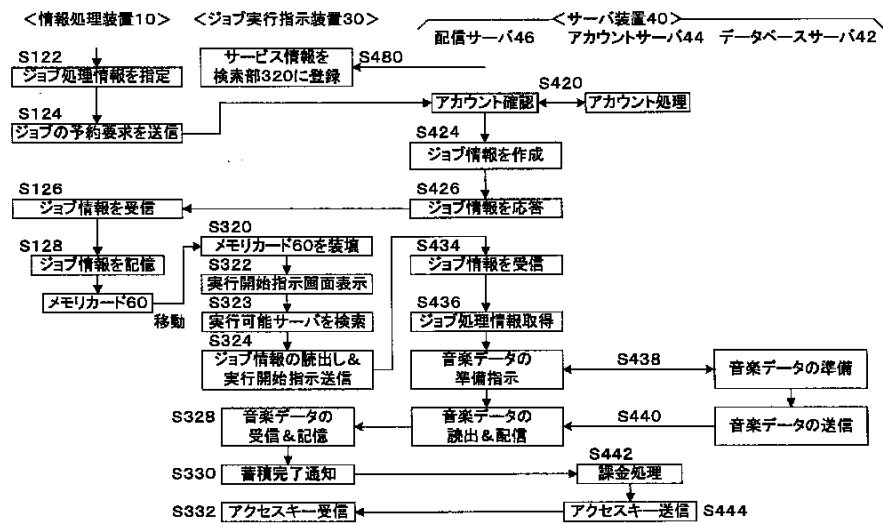 <情報処理装置10>
<ジョブ実行指示装置30>
<サーバ装置40>
配信サーバ46
アカウントサーバ44
データベースサーバ42
S122
ジョブ処理情報を指定
サービス情報を
検索部320に登録
S480
S124
ジョブの予約要求を送信
アカウント確認
S420
アカウント処理
S424
ジョブ情報を作成
S126
ジョブ情報を受信
S426
ジョブ情報を応答
S128
ジョブ情報を記憶
メモリカード60
移動
S320
メモリカード60を装填
S322
実行開始指示画面表示
S323
実行可能サーバを検索
S324
ジョブ情報の読出し&
実行開始指示送信
S434
ジョブ情報を受信
S436
ジョブ処理情報取得
音楽データの
準備指示
S438
音楽データの準備
S328
音楽データの
受信&記憶
音楽データの
読出&配信
S440
音楽データの送信
S330
蓄積完了通知
S442
課金処理
S332
アクセスキー受信
アクセスキー送信
S444